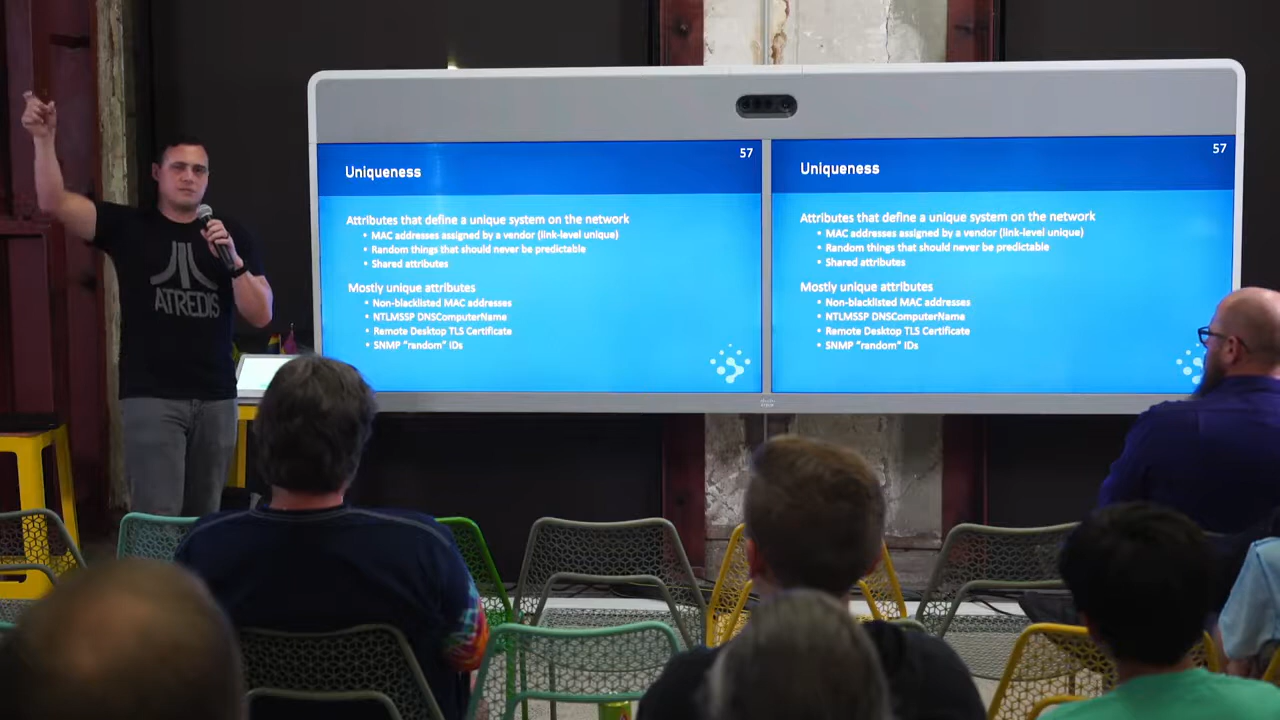 ATREDIS
57
Uniqueness
Attributes that define a unique system on the network
• MAC addresses assigned by a vendor (link-level unique)
• Random things that should never be predictable
• Shared attributes
Mostly unique attributes
• Non-blacklisted MAC addresses
• NTLMSSP DNSComputerName
• Remote Desktop TLS Certificate
• SNMP "random" IDs
57
Uniqueness
Attributes that define a unique system on the network
• MAC addresses assigned by a vendor (link-level unique)
• Random things that should never be predictable
• Shared attributes
Mostly unique attributes
• Non-blacklisted MAC addresses
• NTLMSSP DNSComputerName
• Remote Desktop TLS Certificate
• SNMP "random" IDs